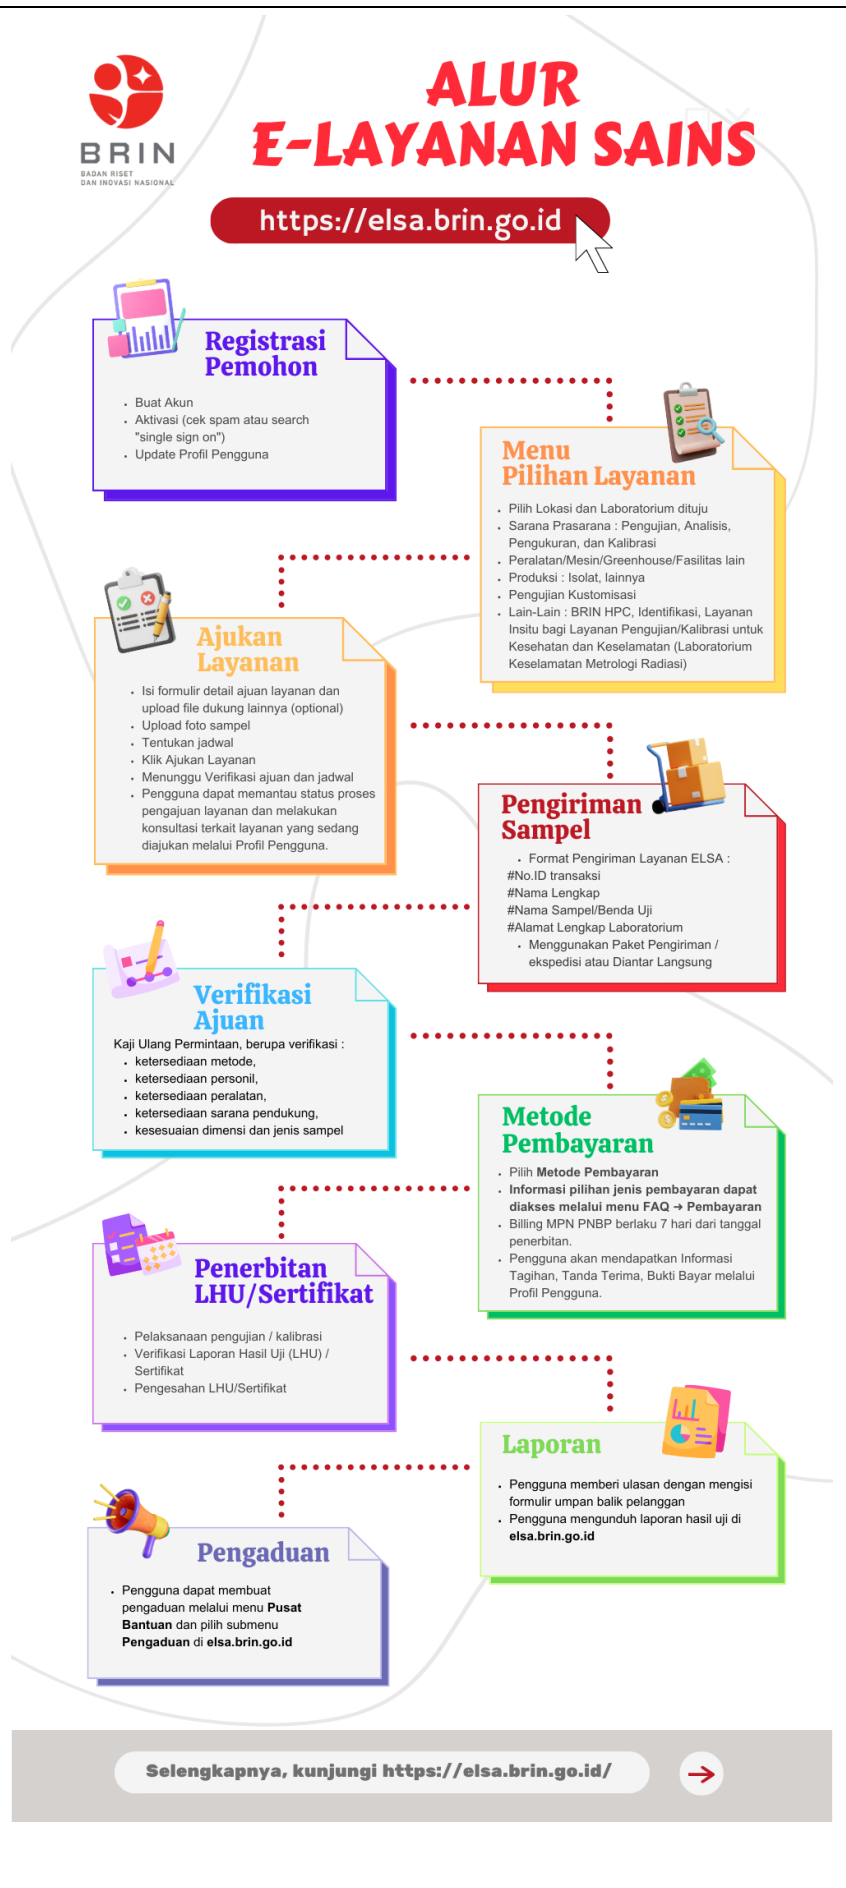 BRIN
BADAN RISET
DAN INOVASI NASIONAL
ALUR
E-LAYANAN SAINS
https://elsa.brin.go.id
Registrasi
Pemohon
• Buat Akun
• Aktivasi (cek spam atau search
"single sign on")
• Update Profil Pengguna
Menu
Pilihan Layanan
• Pilih Lokasi dan Laboratorium dituju
• Sarana Prasarana : Pengujian, Analisis,
Pengukuran, dan Kalibrasi
• Peralatan/Mesin/Greenhouse/Fasilitas lain
• Produksi : Isolat, lainnya
• Pengujian Kustomisasi
• Lain-Lain : BRIN HPC, Identifikasi, Layanan
Insitu bagi Layanan Pengujian/Kalibrasi untuk
Kesehatan dan Keselamatan (Laboratorium
Keselamatan Metrologi Radiasi)
Ajukan
Layanan
• Isi formulir detail ajuan layanan dan
upload file dukung lainnya (optional)
• Upload foto sampel
• Tentukan jadwal
• Klik Ajukan Layanan
• Menunggu Verifikasi ajuan dan jadwal
• Pengguna dapat memantau status proses
pengajuan layanan dan melakukan
konsultasi terkait layanan yang sedang
diajukan melalui Profil Pengguna.
Pengiriman
Sampel
• Format Pengiriman Layanan ELSA :
#No.ID transaksi
#Nama Lengkap
#Nama Sampel/Benda Uji
#Alamat Lengkap Laboratorium
• Menggunakan Paket Pengiriman /
ekspedisi atau Diantar Langsung
Verifikasi
Ajuan
Kaji Ulang Permintaan, berupa verifikasi :
• ketersediaan metode,
• ketersediaan personil,
• ketersediaan peralatan,
• ketersediaan sarana pendukung,
• kesesuaian dimensi dan jenis sampel
Metode
Pembayaran
• Pilih Metode Pembayaran
• Informasi pilihan jenis pembayaran dapat
diakses melalui menu FAQ ➜ Pembayaran
• Billing MPN PNBP berlaku 7 hari dari tanggal
penerbitan.
• Pengguna akan mendapatkan Informasi
Tagihan, Tanda Terima, Bukti Bayar melalui
Profil Pengguna.
Penerbitan
LHU/Sertifikat
• Pelaksanaan pengujian / kalibrasi
• Verifikasi Laporan Hasil Uji (LHU) /
Sertifikat
• Pengesahan LHU/Sertifikat
Laporan
• Pengguna memberi ulasan dengan mengisi
formulir umpan balik pelanggan
• Pengguna mengunduh laporan hasil uji di
elsa.brin.go.id
Pengaduan
• Pengguna dapat membuat
pengaduan melalui menu Pusat
Bantuan dan pilih submenu
Pengaduan di elsa.brin.go.id
Selengkapnya, kunjungi https://elsa.brin.go.id/